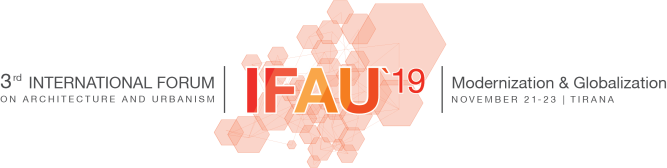 3rd INTERNATIONAL FORUM
ON ARCHITECTURE AND URBANISM
IFAU`19
Modernization & Globalization
NOVEMBER 21-23 | TIRANA